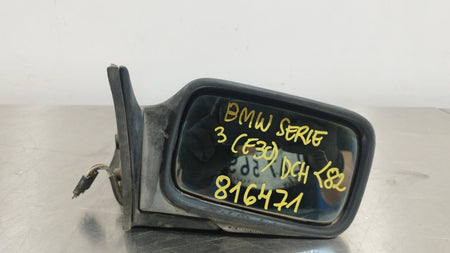 BMW SERIE
3 (E30) DCH <82
816471